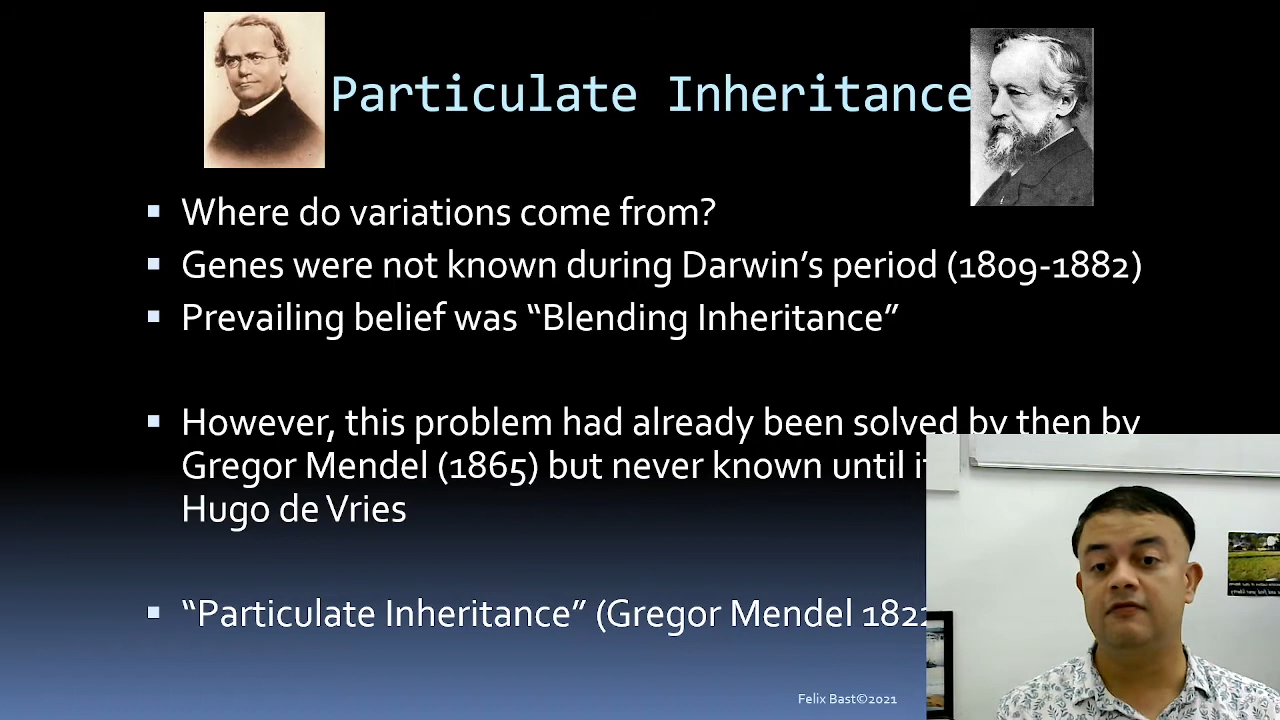 Particulate Inheritance
Where do variations come from?
Genes were not known during Darwin’s period (1809-1882)
Prevailing belief was “Blending Inheritance”
However, this problem had already been solved by then by
Gregor Mendel (1865) but never known until
Hugo de Vries
“Particulate Inheritance” (Gregor Mendel
Felix Bast©2021